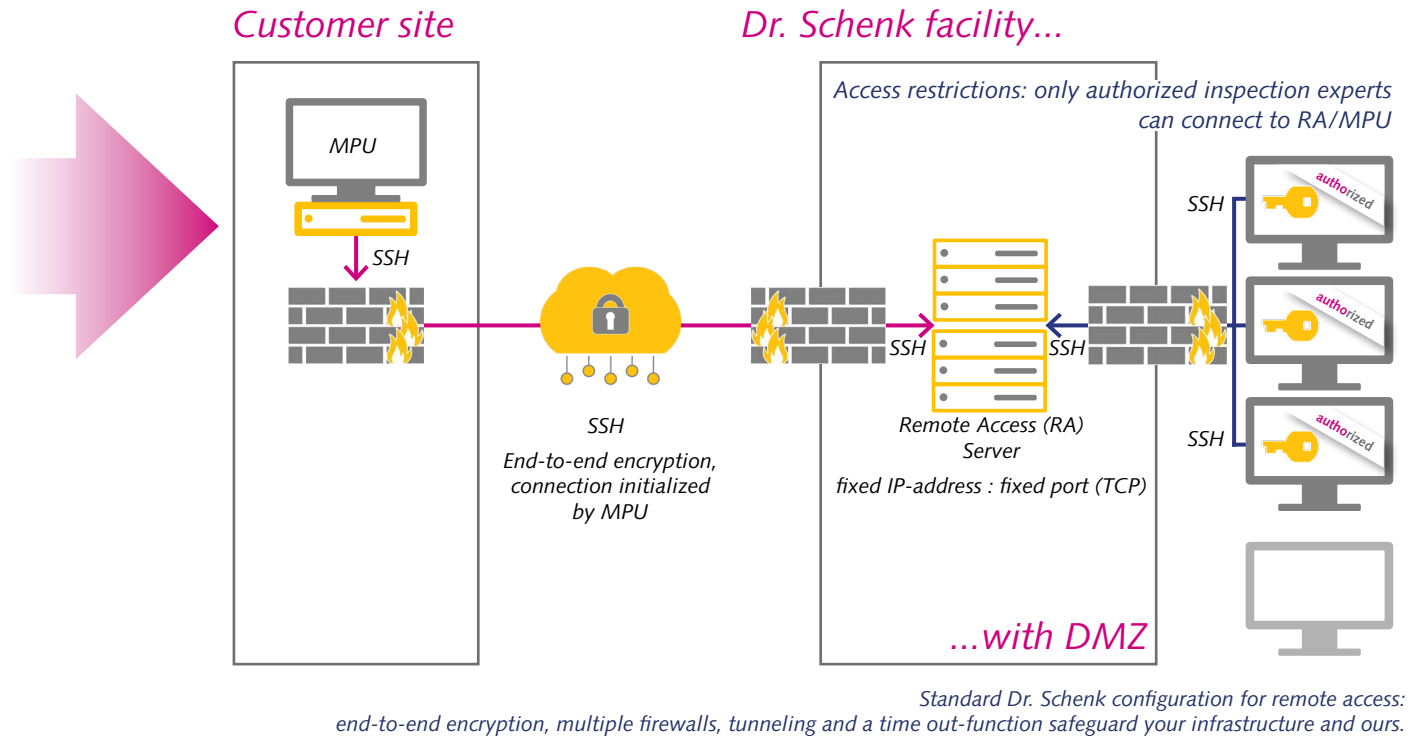 Customer site
Dr. Schenk facility...
Access restrictions: only authorized inspection experts
can connect to RA/MPU
MPU
SSH
SSH
End-to-end encryption,
connection initialized
by MPU
SSH
SSH
Remote Access (RA)
Server
fixed IP-address : fixed port (TCP)
SSH
SSH
authorized
authorized
authorized
...with DMZ
Standard Dr. Schenk configuration for remote access:
end-to-end encryption, multiple firewalls, tunneling and a time out-function safeguard your infrastructure and ours.